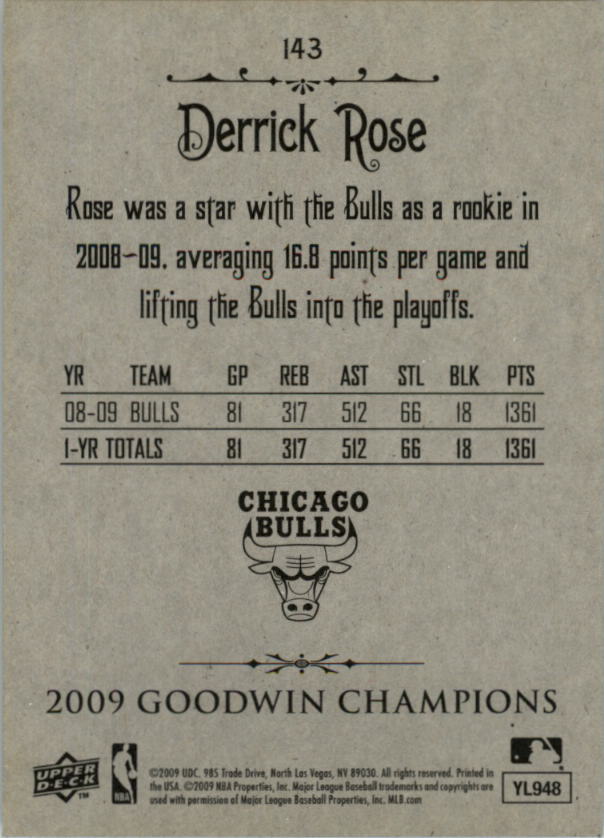 143
Derrick Rose
Rose was a star with the Bulls as a rookie in
2008-09, averaging 16.8 points per game and
lifting the Bulls into the playoffs.
YR TEAM GP REB AST STL BLK PTS
08-09 BULLS 81 317 512 66 18 1361
1-YR TOTALS 81 317 512 66 18 1361
CHICAGO
BULLS
2009 GOODWIN CHAMPIONS
UPPER
D·E·C·K
TM
NBA
©2009 UDC. 985 Trade Drive, North Las Vegas, NV 89030. All rights reserved. Printed in
the USA. ©2009 NBA Properties, Inc. Major League Baseball trademarks and copyrights are
used with permission of Major League Baseball Properties, Inc. MLB.com
YL948